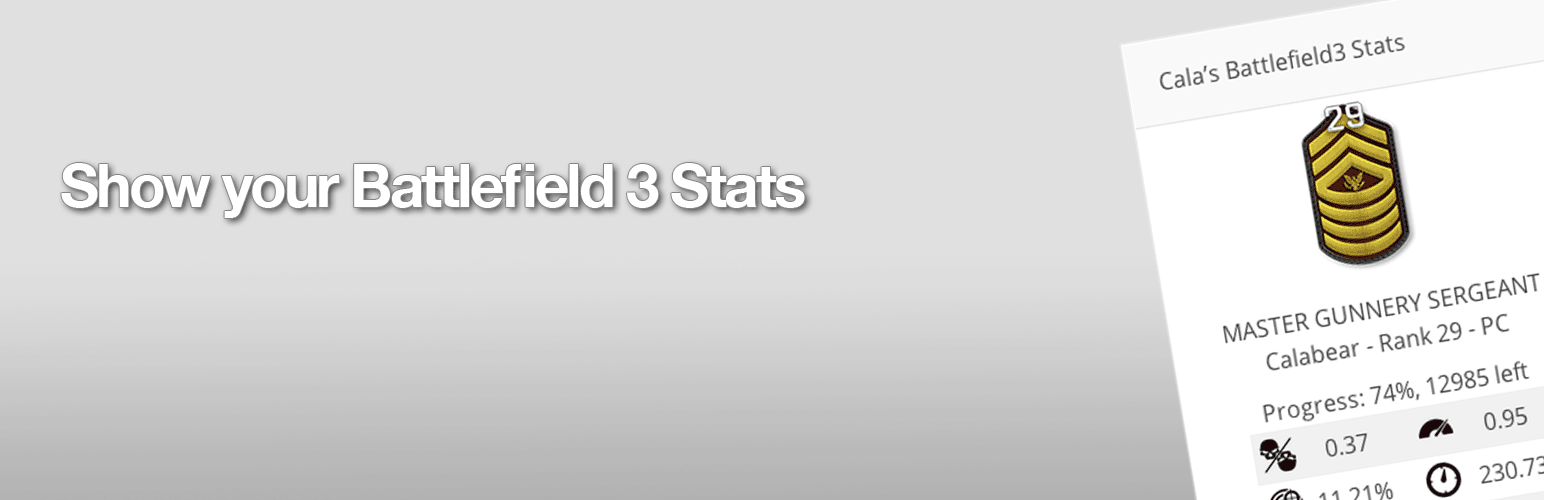 Show your Battlefield 3 Stats
Cala's Battlefield3 Stats
29
MASTER GUNNERY SERGEANT
Calabear - Rank 29 - PC
Progress: 74%, 12985 left
0.37 0.95
11.21% 230.73